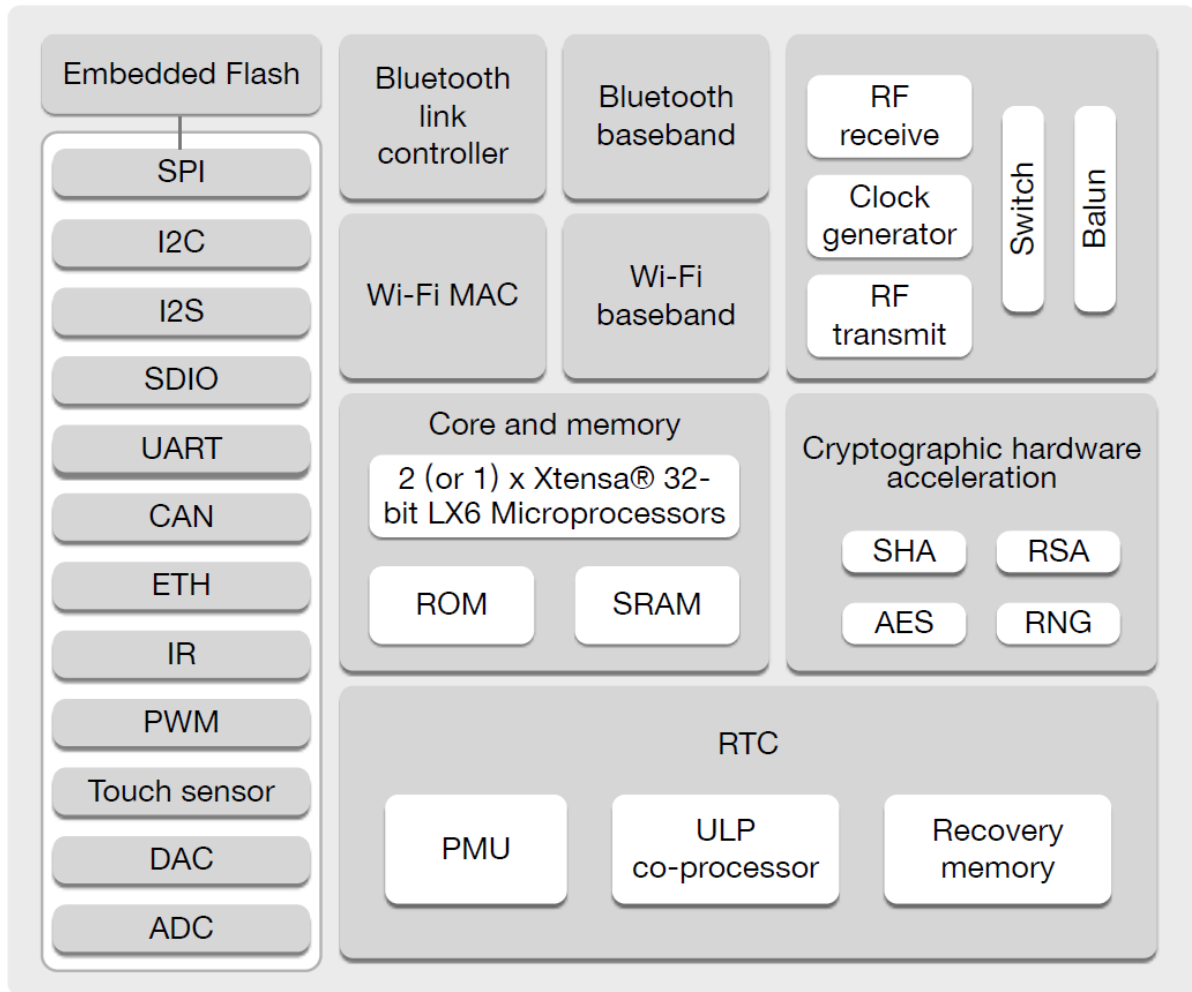 Embedded Flash
SPI
I2C
I2S
SDIO
UART
CAN
ETH
IR
PWM
Touch sensor
DAC
ADC
Bluetooth
link
controller
Bluetooth
baseband
Wi-Fi MAC
Wi-Fi
baseband
RF
receive
Clock
generator
RF
transmit
Switch
Balun
Core and memory
2 (or 1) x Xtensa® 32-
bit LX6 Microprocessors
ROM
SRAM
Cryptographic hardware
acceleration
SHA
RSA
AES
RNG
RTC
PMU
ULP
co-processor
Recovery
memory